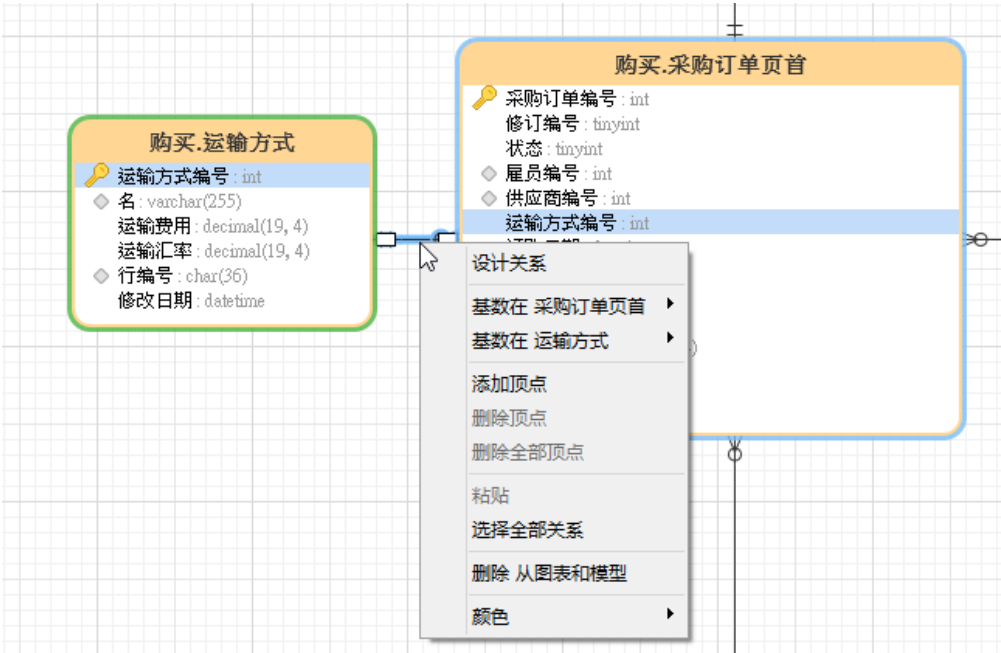 购买.采购订单页首
采购订单编号 : int
修订编号 : tinyint
状态 : tinyint
雇员编号 : int
供应商编号 : int
运输方式编号 : int
购买.运输方式
运输方式编号 : int
名 : varchar(255)
运输费用 : decimal(19, 4)
运输汇率 : decimal(19, 4)
行编号 : char(36)
修改日期 : datetime
设计关系
基数在 采购订单页首
基数在 运输方式
添加顶点
删除顶点
删除全部顶点
粘贴
选择全部关系
删除 从图表和模型
颜色